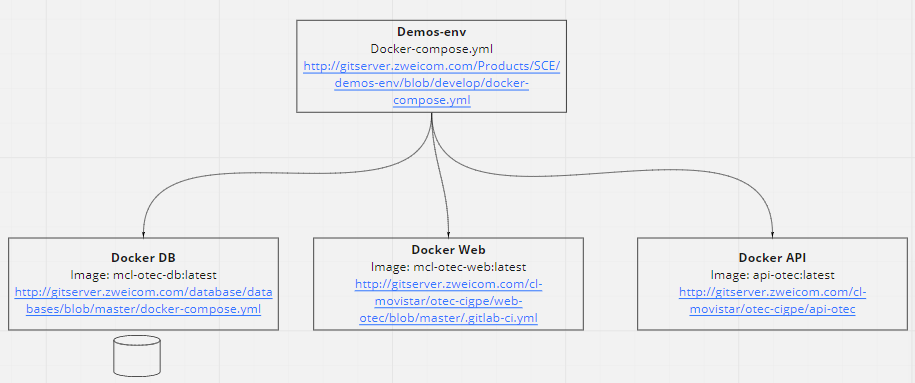 Demos-env
Docker-compose.yml
http://gitserver.zweicom.com/Products/SCE/
demos-env/blob/develop/docker-
compose.yml
Docker DB
Image: mcl-otec-db:latest
http://gitserver.zweicom.com/database/data
bases/blob/master/docker-compose.yml
Docker Web
Image: mcl-otec-web:latest
http://gitserver.zweicom.com/cl-
movistar/otec-cigpe/web-
otec/blob/master/.gitlab-ci.yml
Docker API
Image: api-otec:latest
http://gitserver.zweicom.com/cl-
movistar/otec-cigpe/api-otec